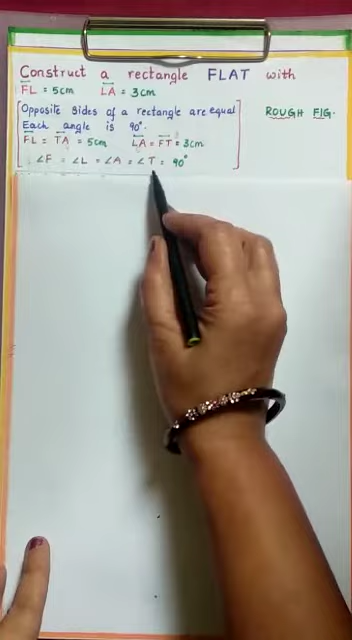 Construct a rectangle FLAT with
FL = 5cm LA = 3cm
[Opposite sides of a rectangle are equal
Each angle is 90°.
FL = TA = 5cm LA = FT = 3cm
∠F = ∠L = ∠A = ∠T = 90°]
ROUGH FIG.